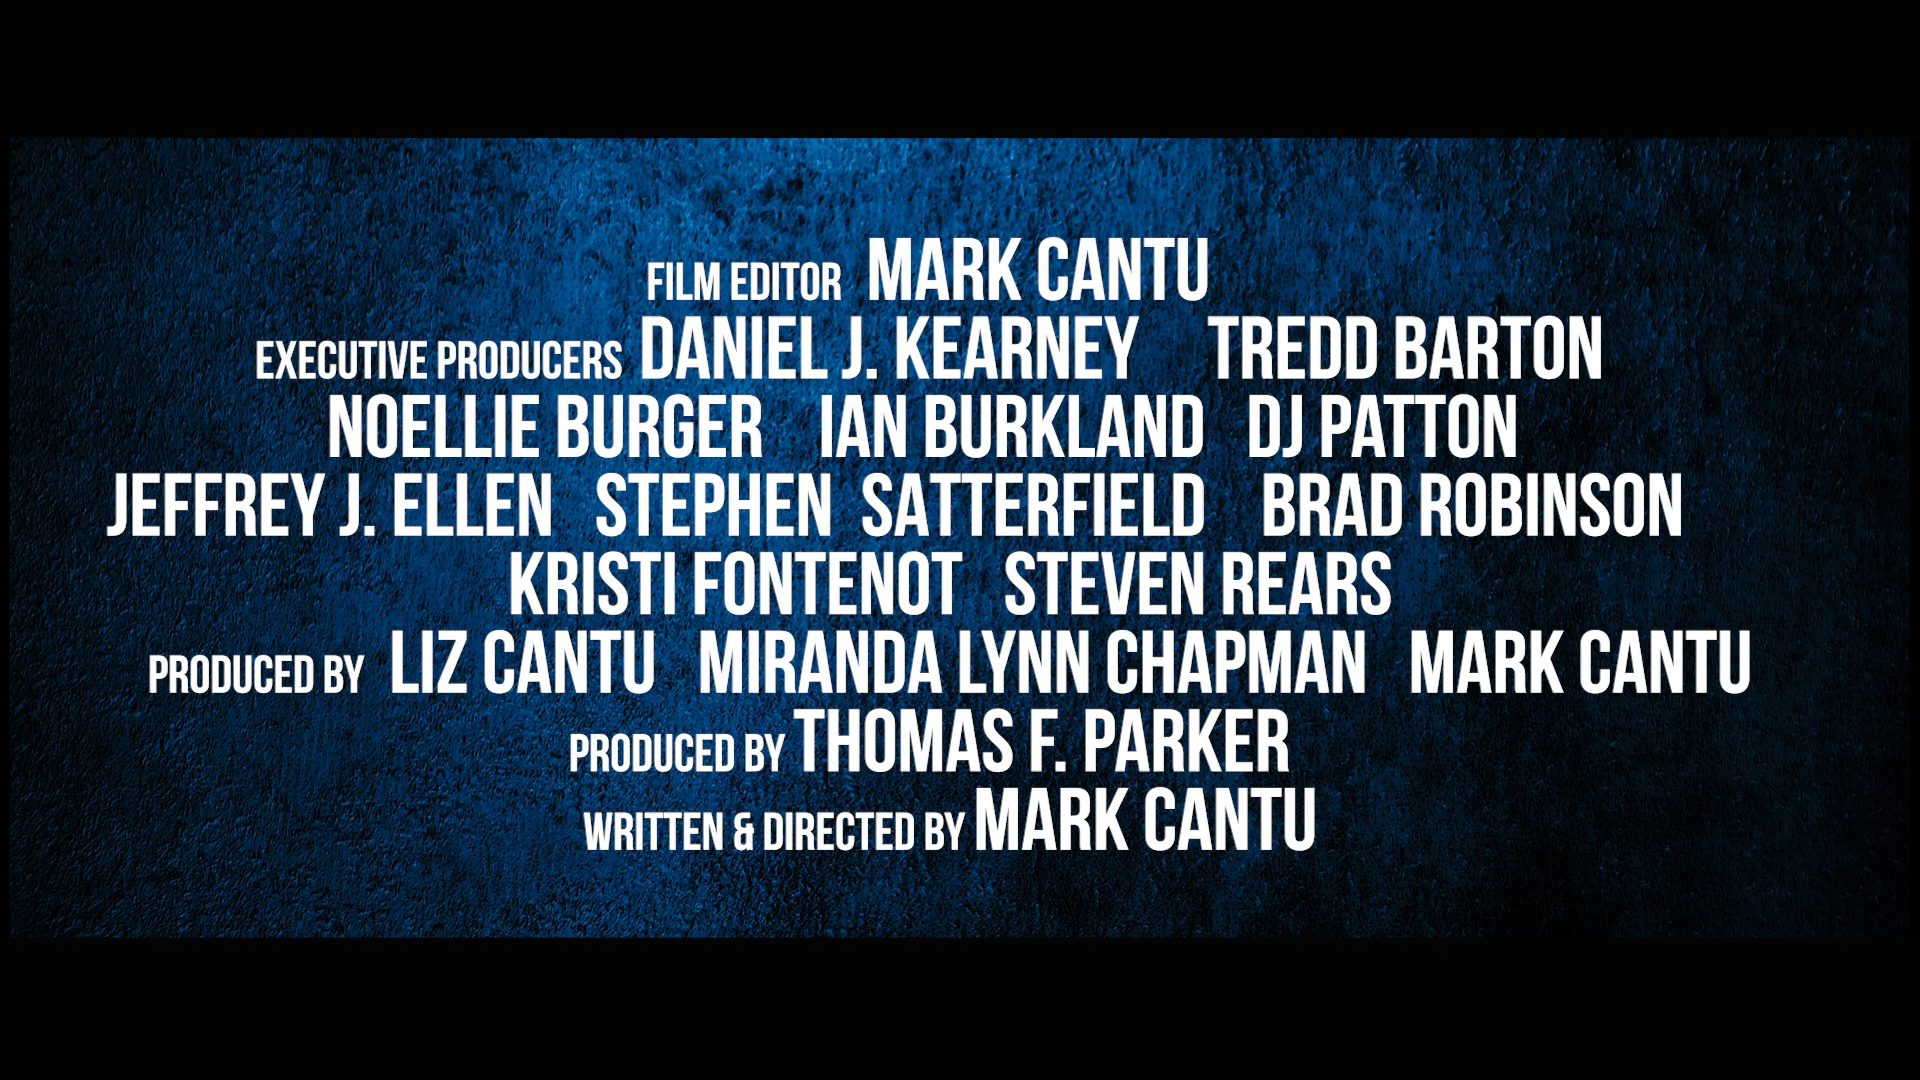 FILM EDITOR MARK CANTU
EXECUTIVE PRODUCERS DANIEL J. KEARNEY TREDD BARTON
NOELLIE BURGER IAN BURKLAND DJ PATTON
JEFFREY J. ELLEN STEPHEN SATTERFIELD BRAD ROBINSON
KRISTI FONTENOT STEVEN REARS
PRODUCED BY LIZ CANTU MIRANDA LYNN CHAPMAN MARK CANTU
PRODUCED BY THOMAS F. PARKER
WRITTEN & DIRECTED BY MARK CANTU